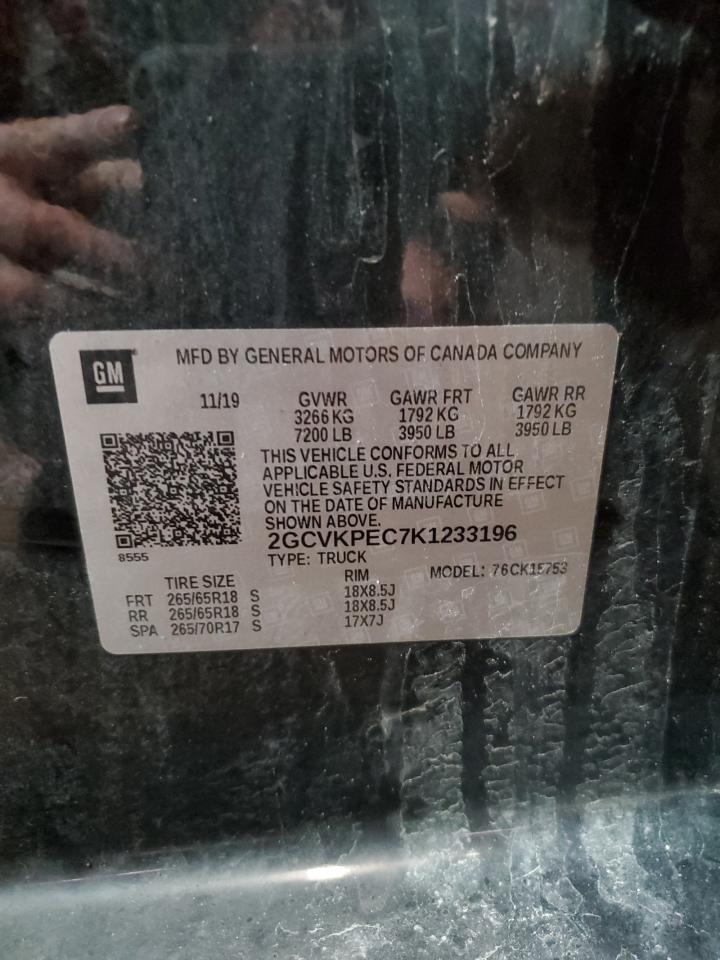 GM
MFD BY GENERAL MOTORS OF CANADA COMPANY
11/19 GVWR GAWR FRT GAWR RR
3266 KG 1792 KG 1792 KG
7200 LB 3950 LB 3950 LB
THIS VEHICLE CONFORMS TO ALL
APPLICABLE U.S. FEDERAL MOTOR
VEHICLE SAFETY STANDARDS IN EFFECT
ON THE DATE OF MANUFACTURE
SHOWN ABOVE.
2GCVKPEC7K1233196
8555
TYPE: TRUCK
MODEL: 76CK15753
TIRE SIZE RIM
FRT 265/65R18 S 18X8.5J
RR 265/65R18 S 18X8.5J
SPA 265/70R17 S 17X7J